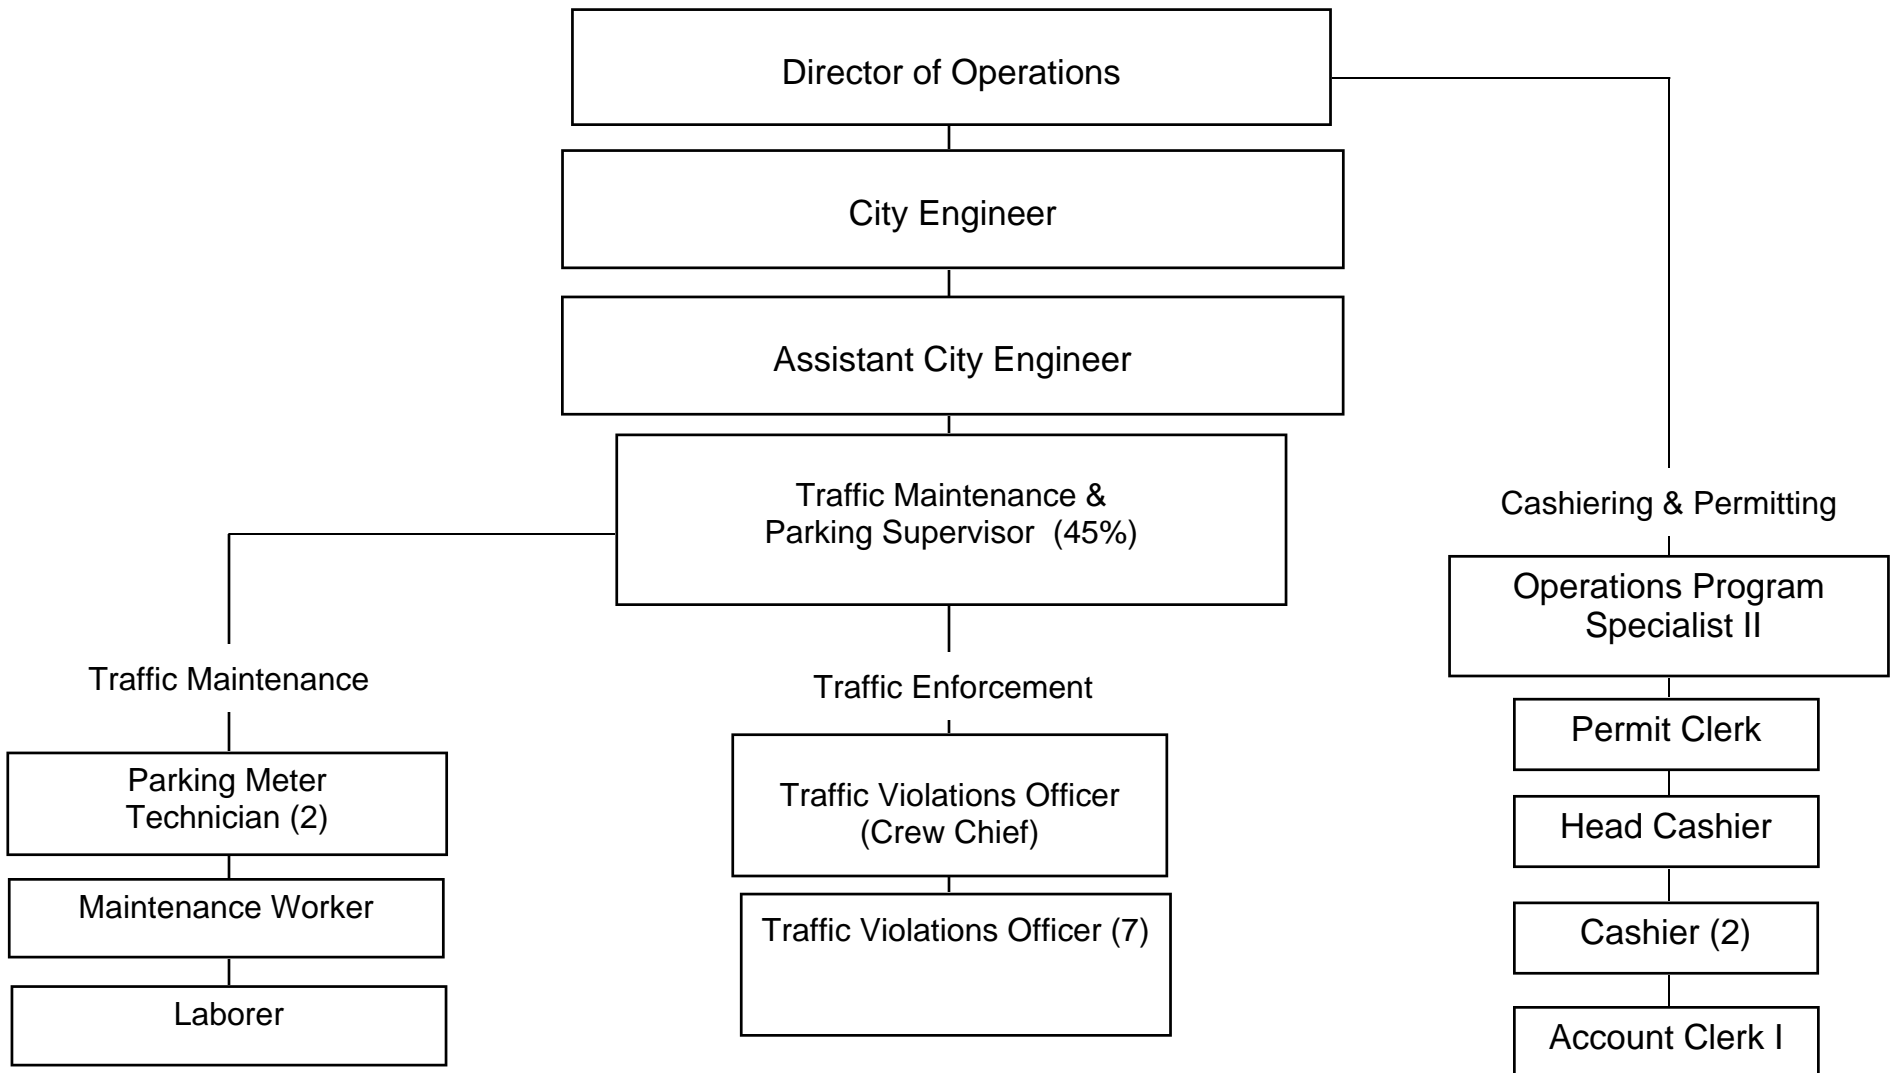 Director of Operations
City Engineer
Assistant City Engineer
Traffic Maintenance &
Parking Supervisor (45%)
Traffic Maintenance
Parking Meter
Technician (2)
Maintenance Worker
Laborer
Traffic Enforcement
Traffic Violations Officer
(Crew Chief)
Traffic Violations Officer (7)
Cashiering & Permitting
Operations Program
Specialist II
Permit Clerk
Head Cashier
Cashier (2)
Account Clerk I